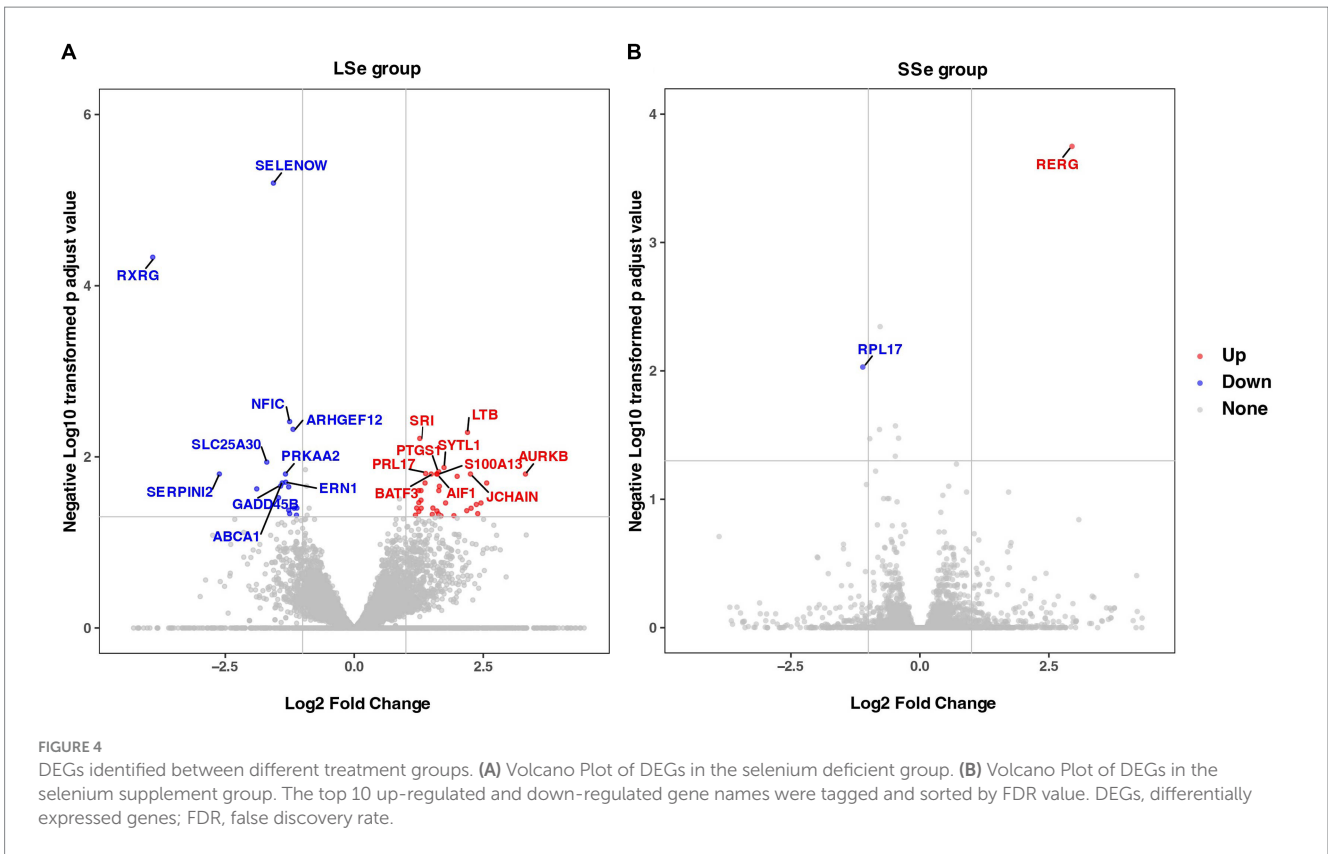 A
LSe group
Negative Log10 transformed p adjust value
6
4
2
0
SELENOW
RXRG
NFIC
ARHGEF12
SLC25A30
PRKAA2
SERPINI2
GADD45B
ERN1
ABCA1
SRI
LTB
PTGS1
SYTL1
PRL17
S100A13
AURKB
BATF3
AIF1
JCHAIN
−2.5
0.0
2.5
Log2 Fold Change
B
SSe group
Negative Log10 transformed p adjust value
4
3
2
1
0
RERG
RPL17
−2.5
0.0
2.5
Log2 Fold Change
Up
Down
None
FIGURE 4
DEGs identified between different treatment groups. (A) Volcano Plot of DEGs in the selenium deficient group. (B) Volcano Plot of DEGs in the
selenium supplement group. The top 10 up-regulated and down-regulated gene names were tagged and sorted by FDR value. DEGs, differentially
expressed genes; FDR, false discovery rate.